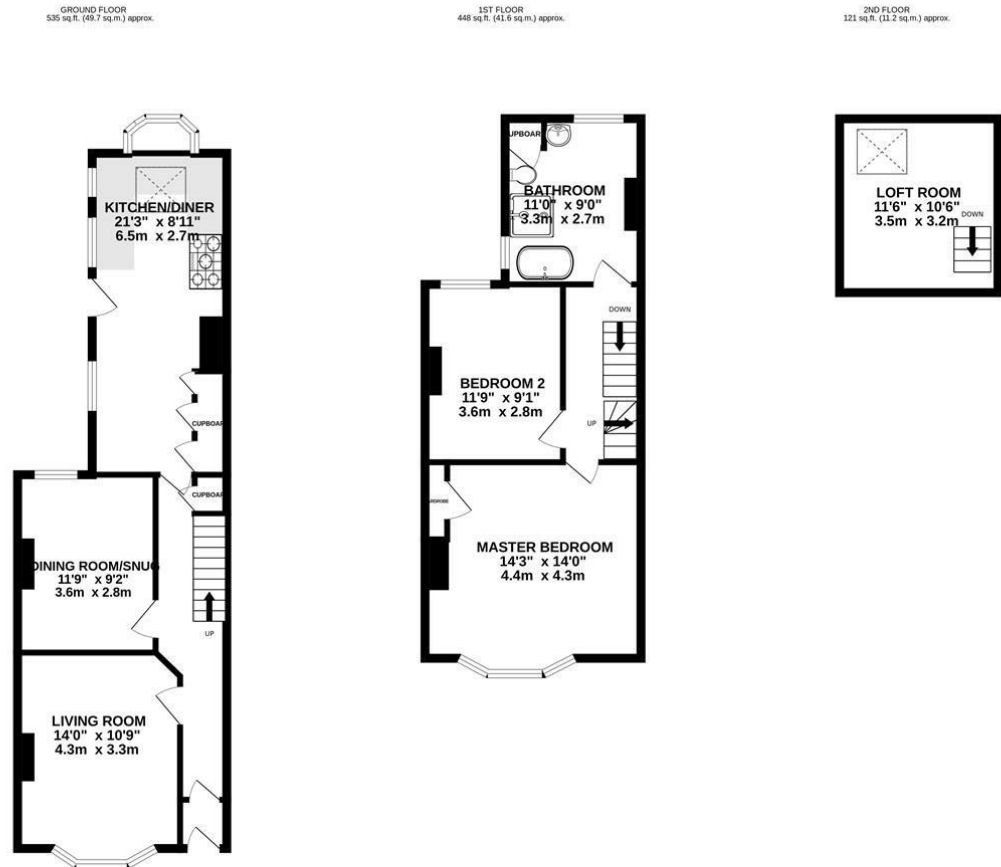 GROUND FLOOR
535 sq.ft. (49.7 sq.m.) approx.
1ST FLOOR
448 sq.ft. (41.6 sq.m.) approx.
2ND FLOOR
121 sq.ft. (11.2 sq.m.) approx.
KITCHEN/DINER
21'3" x 8'11"
6.5m x 2.7m
CUPBOAR
CUPBOAR
DINING ROOM/SNUG
11'9" x 9'2"
3.6m x 2.8m
UP
LIVING ROOM
14'0" x 10'9"
4.3m x 3.3m
UPBOAR
BATHROOM
11'0" x 9'0"
3.3m x 2.7m
DOWN
BEDROOM 2
11'9" x 9'1"
3.6m x 2.8m
UP
MASTER BEDROOM
14'3" x 14'0"
4.4m x 4.3m
LOFT ROOM
11'6" x 10'6"
3.5m x 3.2m
DOWN